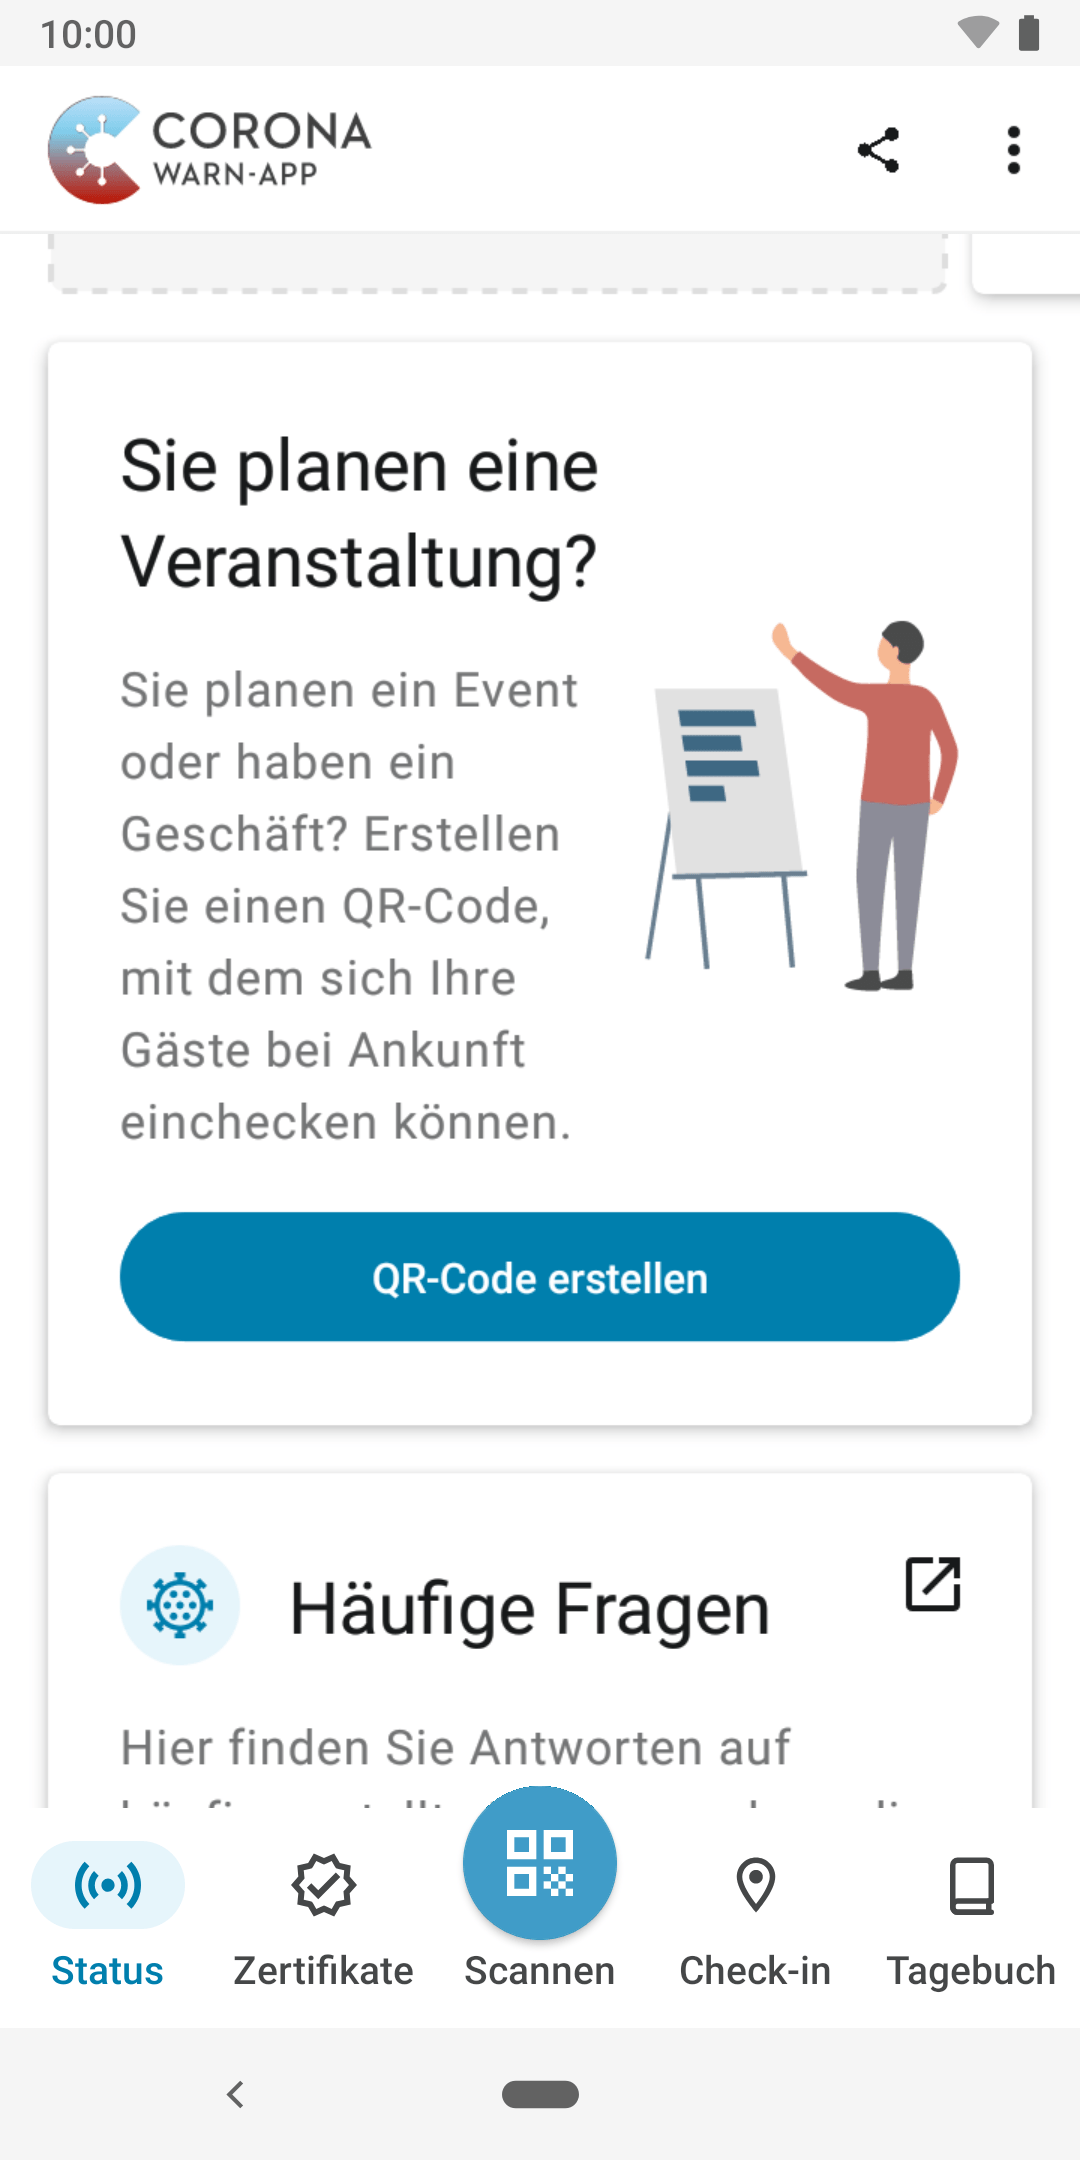 10:00
CORONA
WARN-APP
Sie planen eine
Veranstaltung?
Sie planen ein Event
oder haben ein
Geschäft? Erstellen
Sie einen QR-Code,
mit dem sich Ihre
Gäste bei Ankunft
einchecken können.
QR-Code erstellen
Häufige Fragen
Hier finden Sie Antworten auf
Status
Zertifikate
Scannen
Check-in
Tagebuch